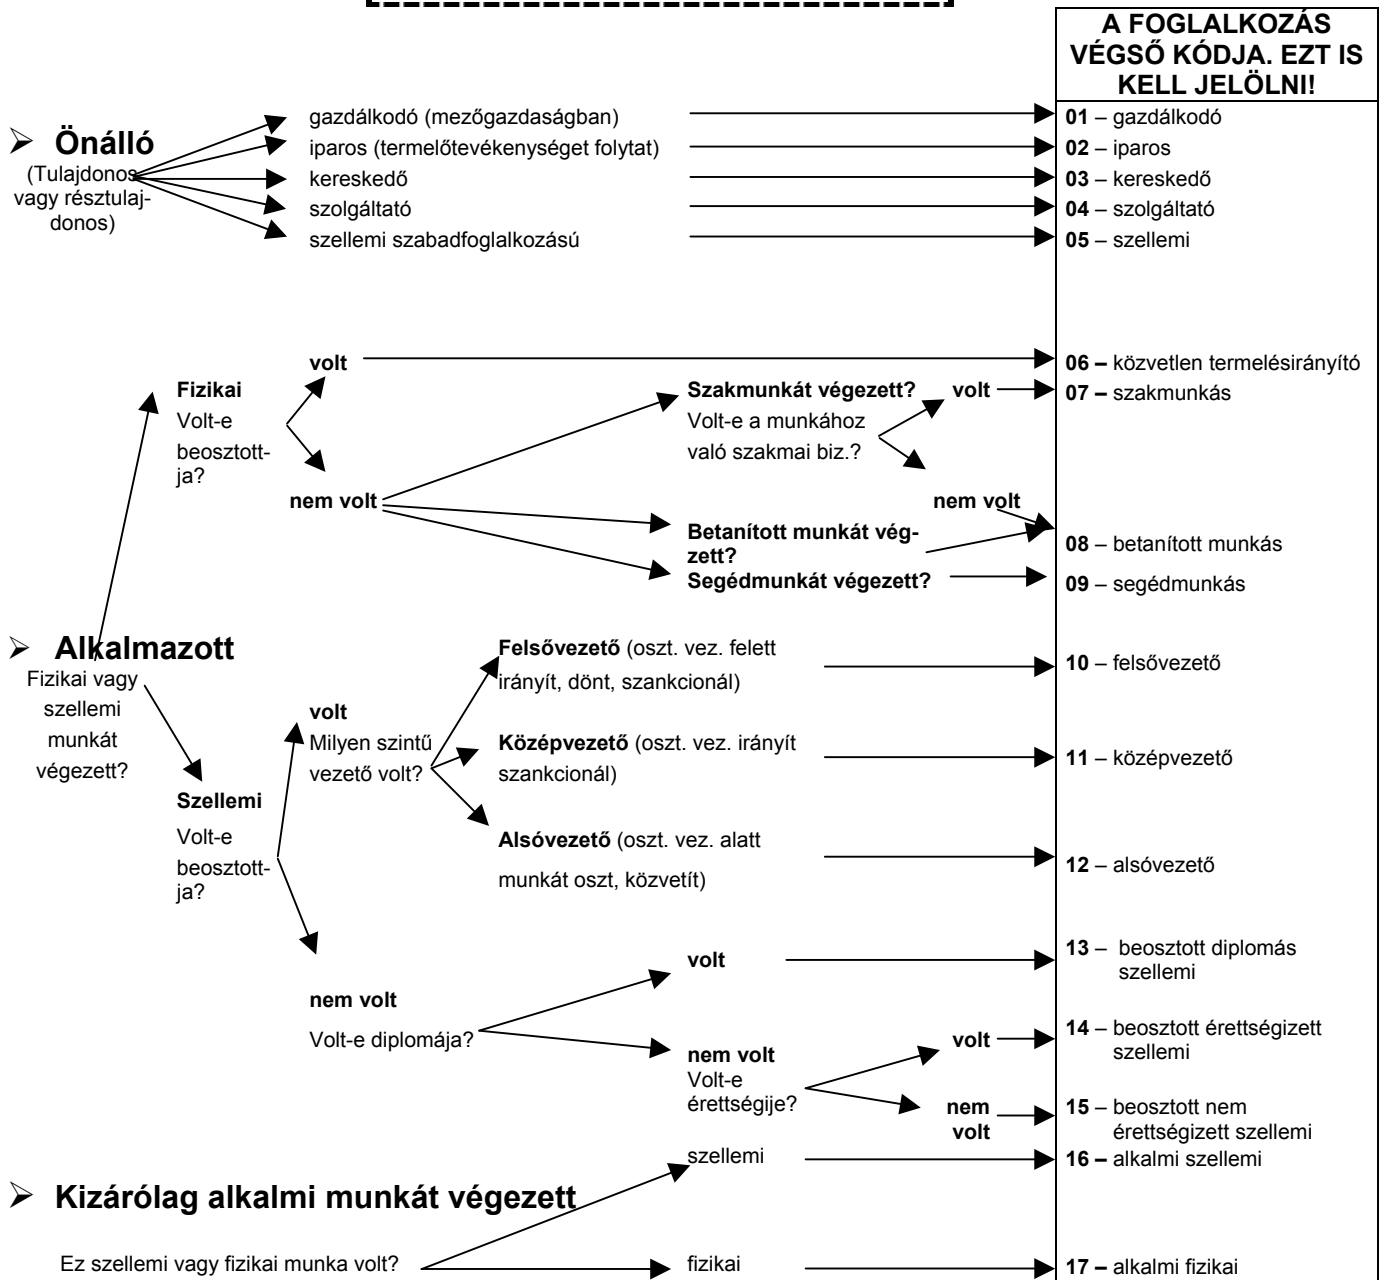 A FOGLALKOZÁS
VÉGSŐ KÓDJA. EZT IS
KELL JELÖLNI!
➢ Önálló
(Tulajdonos
vagy résztulaj-
donos)
gazdálkodó (mezőgazdaságban)
iparos (termelőtevékenységet folytat)
kereskedő
szolgáltató
szellemi szabadfoglalkozású
01 – gazdálkodó
02 – iparos
03 – kereskedő
04 – szolgáltató
05 – szellemi
➢ Alkalmazott
Fizikai vagy
szellemi
munkát
végezett?
Fizikai
Volt-e
beosztott-
ja?
volt
06 – közvetlen termelésirányító
nem volt
Szakmunkát végezett?
Volt-e a munkához
való szakmai biz.?
volt
07 – szakmunkás
nem volt
Betanított munkát vég-
zett?
08 – betanított munkás
Segédmunkát végezett?
09 – segédmunkás
Szellemi
Volt-e
beosztott-
ja?
volt
Milyen szintű
vezető volt?
Felsővezető (oszt. vez. felett
irányít, dönt, szankcionál)
10 – felsővezető
Középvezető (oszt. vez. irányít
szankcionál)
11 – középvezető
Alsóvezető (oszt. vez. alatt
munkát oszt, közvetít)
12 – alsóvezető
nem volt
Volt-e diplomája?
volt
13 – beosztott diplomás
szellemi
nem volt
Volt-e
érettségije?
volt
14 – beosztott érettségizett
szellemi
nem
volt
15 – beosztott nem
érettségizett szellemi
➢ Kizárólag alkalmi munkát végezett
Ez szellemi vagy fizikai munka volt?
szellemi
16 – alkalmi szellemi
fizikai
17 – alkalmi fizikai